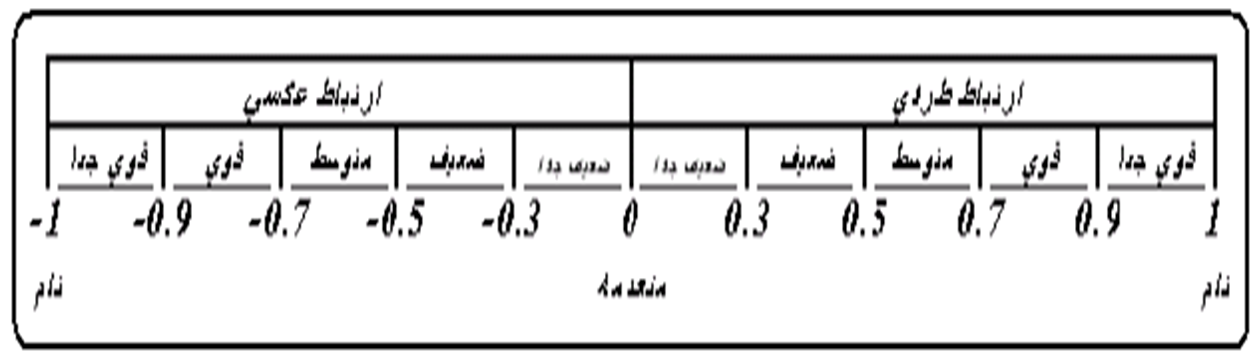 ارتباط طردي ارتباط عكسي
قوي جدا قوي متوسط ضعيف ضعيف جدا ضعيف جدا ضعيف متوسط قوي قوي جدا
-1 -0.9 -0.7 -0.5 -0.3 0 0.3 0.5 0.7 0.9 1
تام منعدمة تام